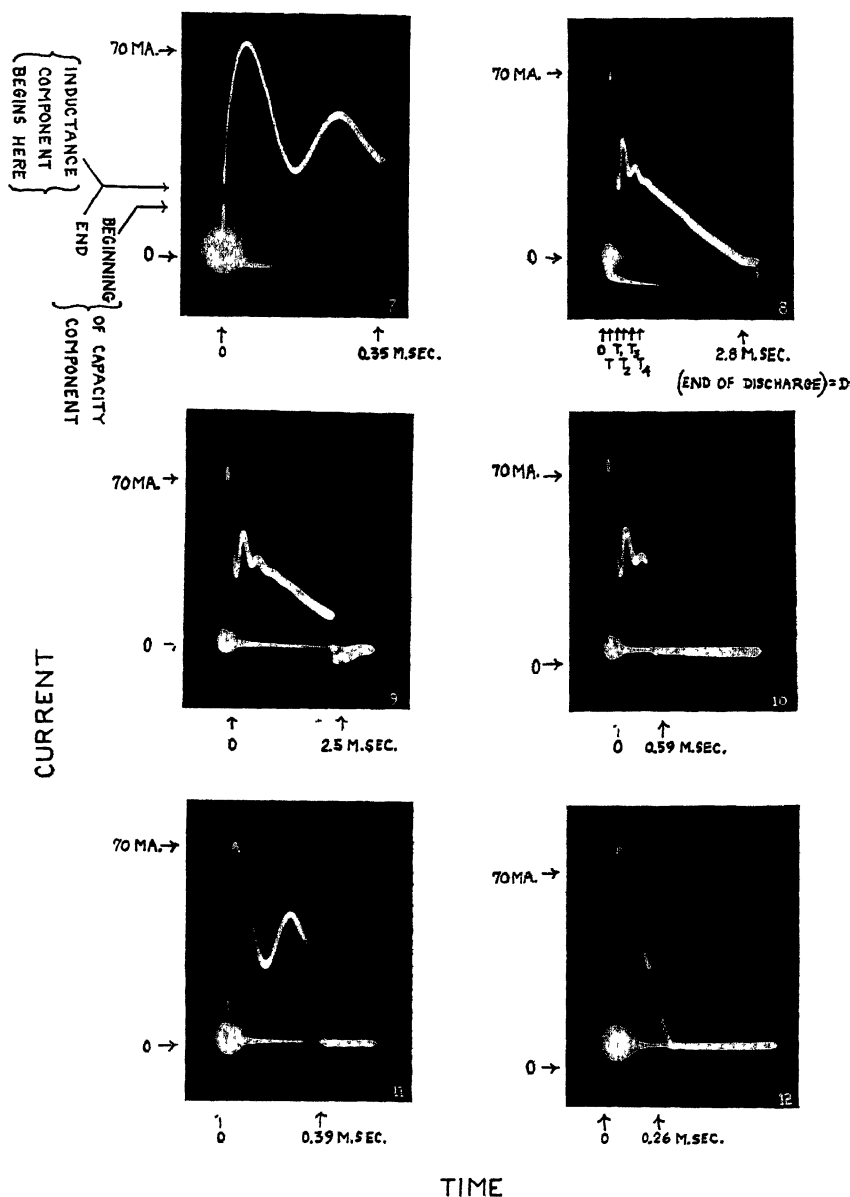 70 MA.→
INDUCTANCE
COMPONENT
BEGINS HERE
BEGINNING
END
OF CAPACITY
COMPONENT
0→
7
0
0.35 M.SEC.
70 MA. →
0 →
8
0 T₁ T₃
T T₂ T₄
2.8 M.SEC.
(END OF DISCHARGE)=D
70 MA.→
0
9
0
2.5 M.SEC.
70 MA. →
0→
10
0
0.59 M.SEC.
CURRENT
70 MA.→
0 →
11
0
0.39 M.SEC.
70 MA. →
0→
12
0
0.26 M.SEC.
TIME